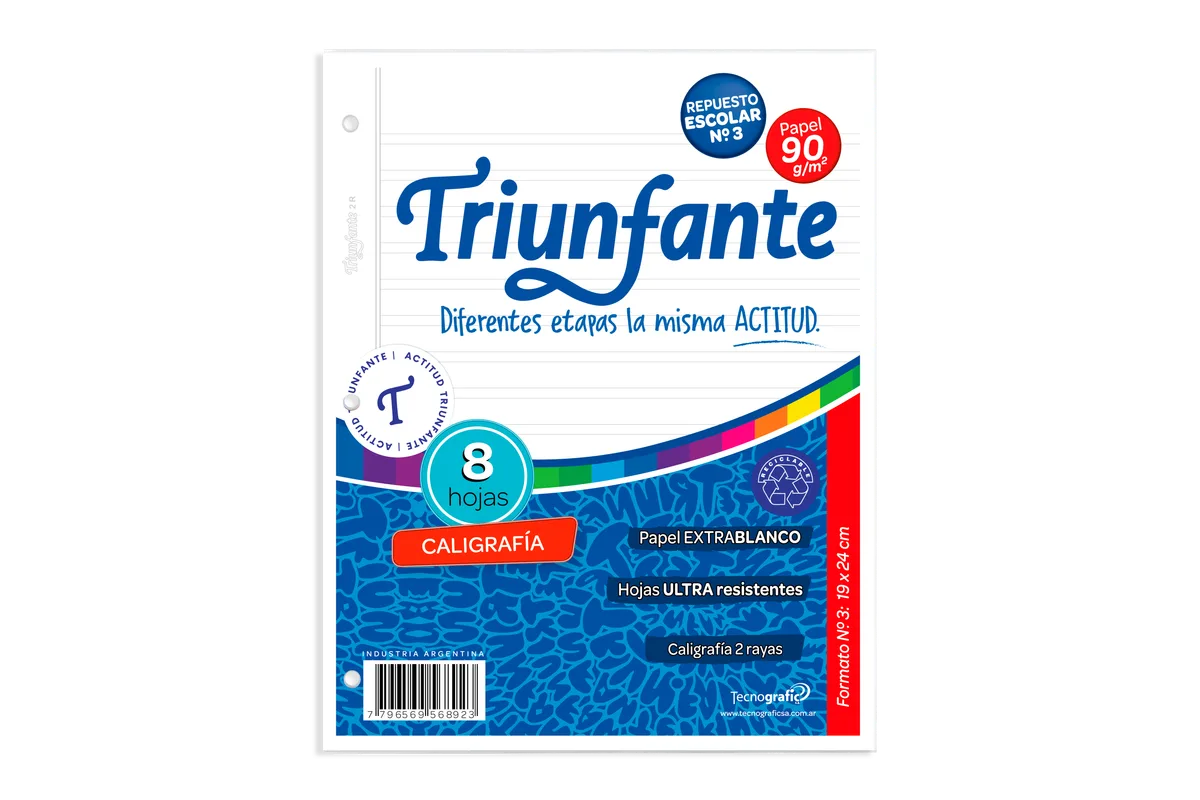 REPUESTO
ESCOLAR
Nº 3
Papel
90
g/m²
Triunfante 2 R
Triunfante
Diferentes etapas la misma ACTITUD.
UNFANTE | ACTITUD TRIUNFANTE | ACTITUD
T
8
hojas
CALIGRAFÍA
RECICLABLE
Papel EXTRABLANCO
Hojas ULTRA resistentes
Caligrafía 2 rayas
Formato Nº 3: 19 x 24 cm
INDUSTRIA ARGENTINA
7 796569 568923
Tecnografic
www.tecnograficsa.com.ar